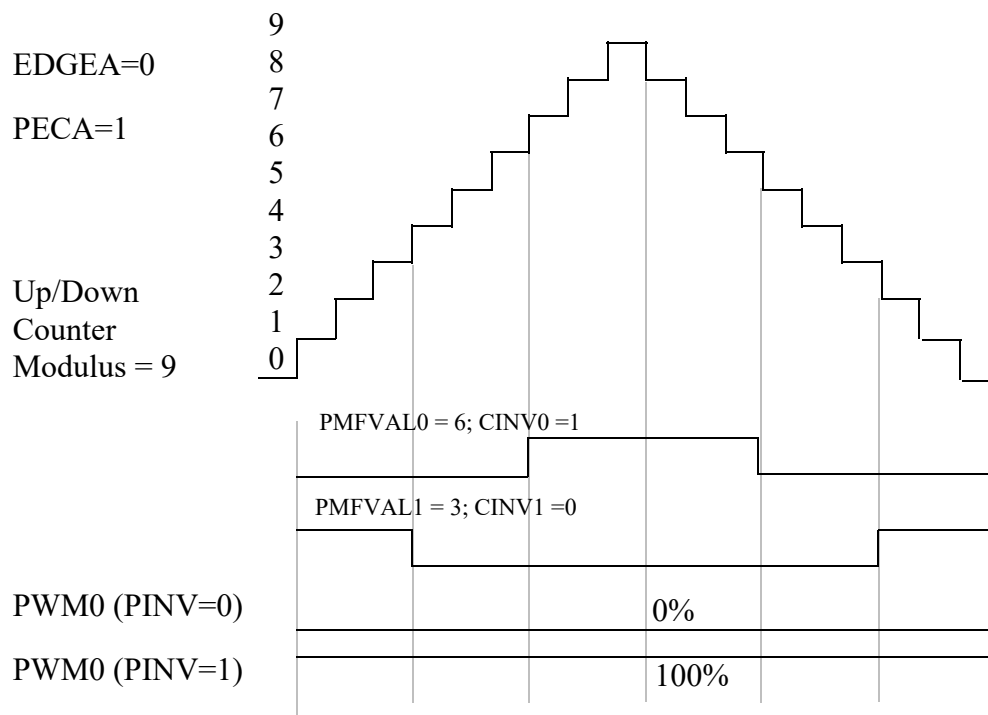 EDGEA=0
PECA=1
9
8
7
6
5
4
3
2
1
0
Up/Down
Counter
Modulus = 9
PMFVAL0 = 6; CINV0 =1
PMFVAL1 = 3; CINV1 =0
PWM0 (PINV=0)
0%
PWM0 (PINV=1)
100%